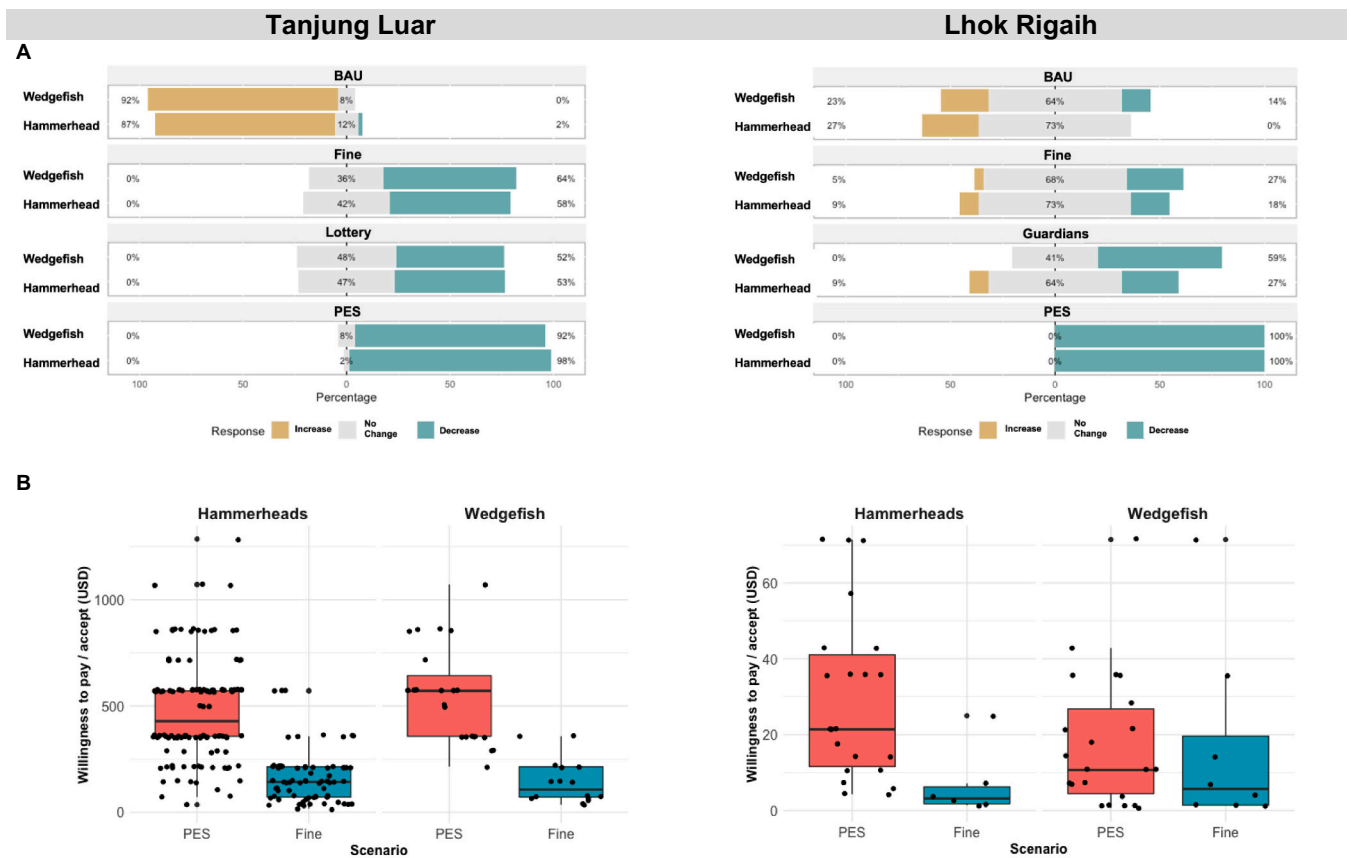 Tanjung Luar
Lhok Rigaih
A
BAU
Wedgefish 92% 8% 0%
Hammerhead 87% 12% 2%
Fine
Wedgefish 0% 36% 64%
Hammerhead 0% 42% 58%
Lottery
Wedgefish 0% 48% 52%
Hammerhead 0% 47% 53%
PES
Wedgefish 0% 8% 92%
Hammerhead 0% 2% 98%
100 50 0 50 100
Percentage
Response Increase No Change Decrease
BAU
Wedgefish 23% 64% 14%
Hammerhead 27% 73% 0%
Fine
Wedgefish 5% 68% 27%
Hammerhead 9% 73% 18%
Guardians
Wedgefish 0% 41% 59%
Hammerhead 9% 64% 27%
PES
Wedgefish 0% 0% 100%
Hammerhead 0% 0% 100%
100 50 0 50 100
Percentage
Response Increase No Change Decrease
B
Hammerheads Wedgefish
Willingness to pay / accept (USD)
1000
500
0
PES Fine PES Fine
Scenario
Hammerheads Wedgefish
Willingness to pay / accept (USD)
60
40
20
0
PES Fine PES Fine
Scenario